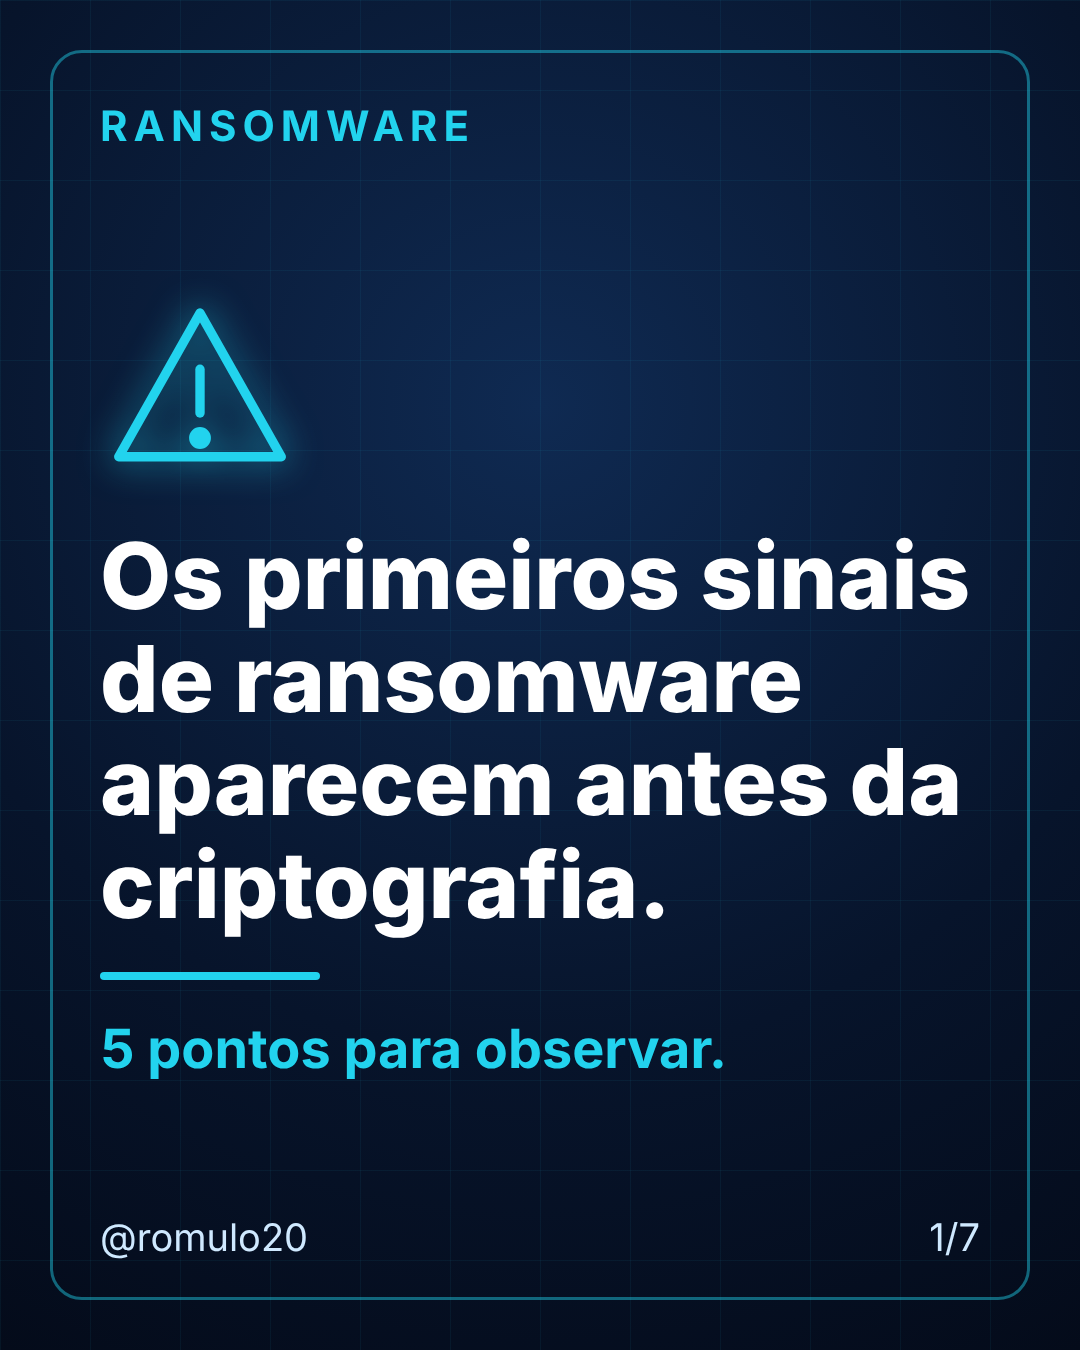 RANSOMWARE
Os primeiros sinais
de ransomware
aparecem antes da
criptografia.
5 pontos para observar.
@romulo20
1/7